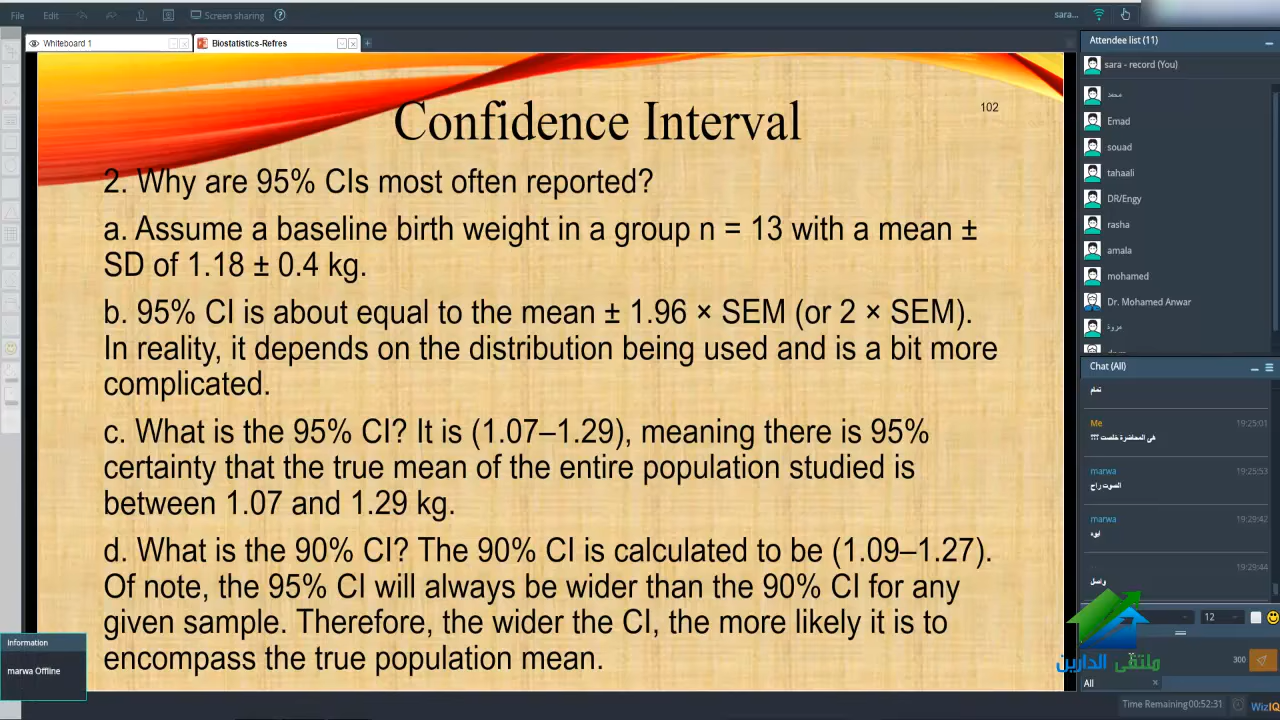 File Edit Screen sharing ? sara...
Whiteboard 1 Biostatistics-Refres
Confidence Interval
102
2. Why are 95% CIs most often reported?
a. Assume a baseline birth weight in a group n = 13 with a mean ±
SD of 1.18 ± 0.4 kg.
b. 95% CI is about equal to the mean ± 1.96 × SEM (or 2 × SEM).
In reality, it depends on the distribution being used and is a bit more
complicated.
c. What is the 95% CI? It is (1.07–1.29), meaning there is 95%
certainty that the true mean of the entire population studied is
between 1.07 and 1.29 kg.
d. What is the 90% CI? The 90% CI is calculated to be (1.09–1.27).
Of note, the 95% CI will always be wider than the 90% CI for any
given sample. Therefore, the wider the CI, the more likely it is to
encompass the true population mean.
Information
marwa Offline
Attendee list (11)
sara - record (You)
محمد
Emad
souad
tahaali
DR/Engy
rasha
amala
mohamed
Dr. Mohamed Anwar
مروة
Chat (All)
تمام
Me 19:25:01
هى المحاضرة خلصت ؟؟؟
marwa 19:25:53
الصوت راح
marwa 19:29:42
ايوه
19:29:44
واصل
12
ملتقى الدارين
300
All
Time Remaining00:52:31
WizIQ